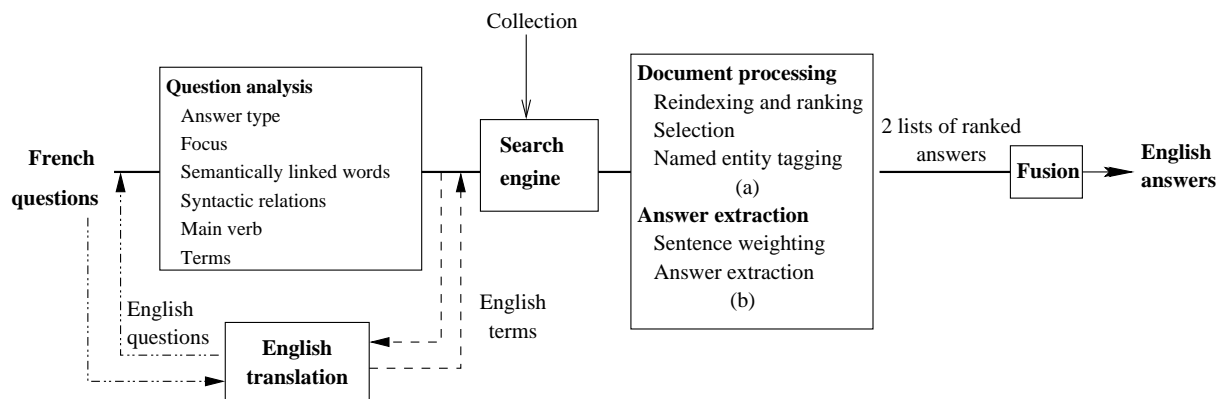 Collection
French
questions
Question analysis
Answer type
Focus
Semantically linked words
Syntactic relations
Main verb
Terms
English
questions
English
translation
English
terms
Search
engine
Document processing
Reindexing and ranking
Selection
Named entity tagging
(a)
Answer extraction
Sentence weighting
Answer extraction
(b)
2 lists of ranked
answers
Fusion
English
answers